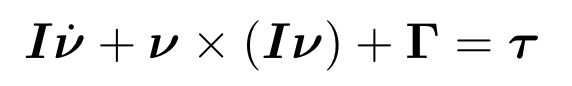 Iν̇ + ν × (Iν) + Γ = τ